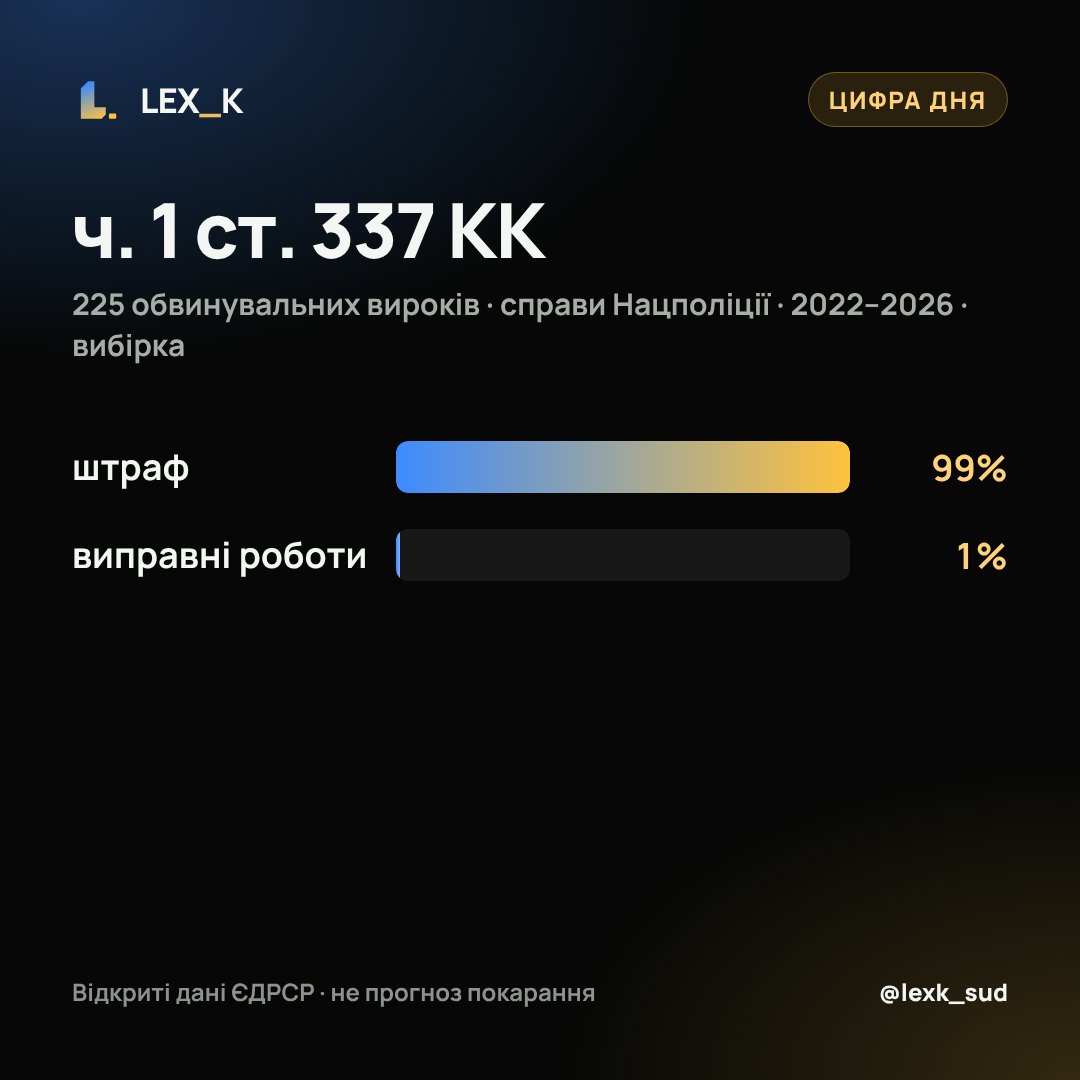 LEX_K
ЦИФРА ДНЯ
ч. 1 ст. 337 КК
225 обвинувальних вироків · справи Нацполіції · 2022–2026 ·
вибірка
штраф 99%
виправні роботи 1%
Відкриті дані ЄДРСР · не прогноз покарання
@lexk_sud